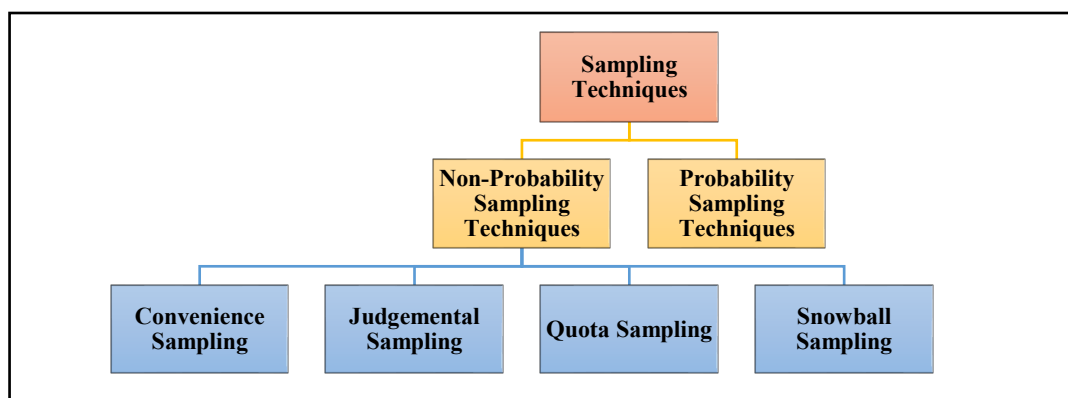 Sampling
Techniques
Non-Probability
Sampling
Techniques
Probability
Sampling
Techniques
Convenience
Sampling
Judgemental
Sampling
Quota Sampling
Snowball
Sampling